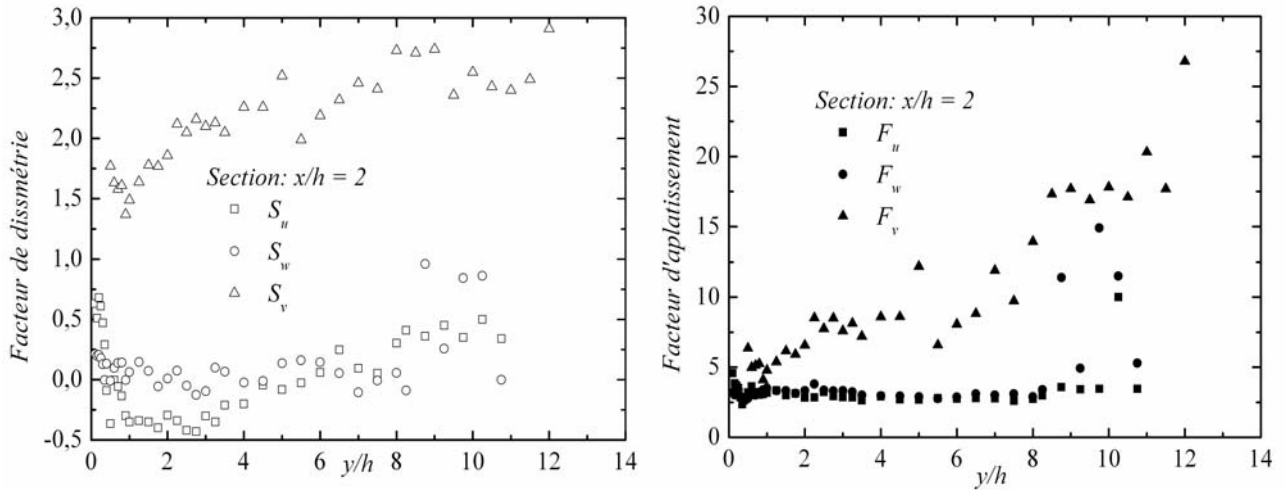 Facteur de dissmétrie
3,0
2,5
2,0
1,5
1,0
0,5
0,0
-0,5
Section: x/h = 2
S_u
S_w
S_v
0 2 4 6 8 10 12 14
y/h
Facteur d'aplatissement
30
25
20
15
10
5
0
Section: x/h = 2
F_u
F_w
F_v
0 2 4 6 8 10 12 14
y/h